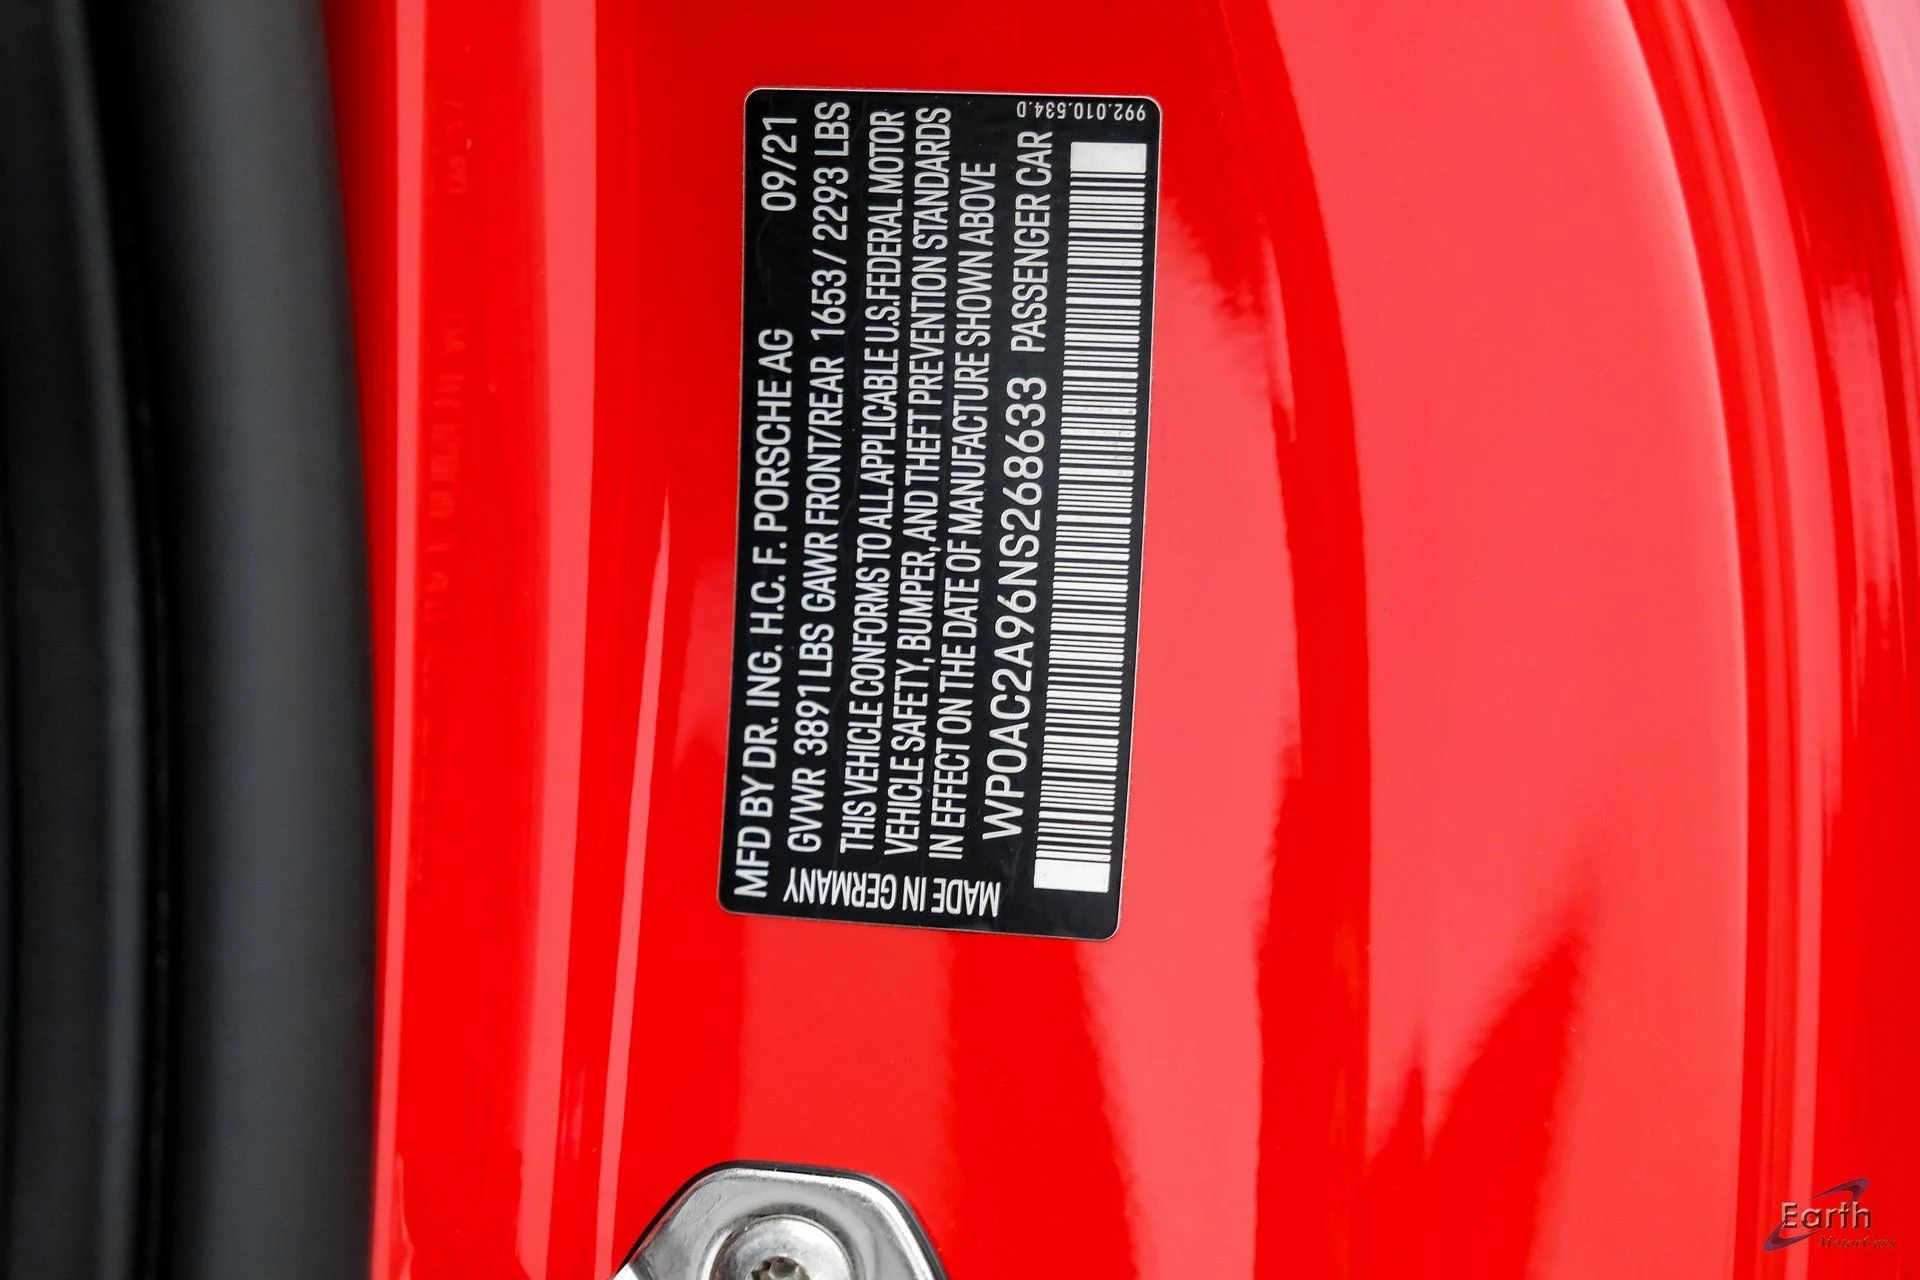 MFD BY DR. ING. H.C. F. PORSCHE AG 09/21
GVWR 3891LBS GAWR FRONT/REAR 1653/2293 LBS
THIS VEHICLE CONFORMS TO ALL APPLICABLE U.S.FEDERAL MOTOR
VEHICLE SAFETY, BUMPER, AND THEFT PREVENTION STANDARDS
IN EFFECT ON THE DATE OF MANUFACTURE SHOWN ABOVE
WP0AC2A96NS268633 PASSENGER CAR
MADE IN GERMANY
992.010.534.D
Earth
MotorCars